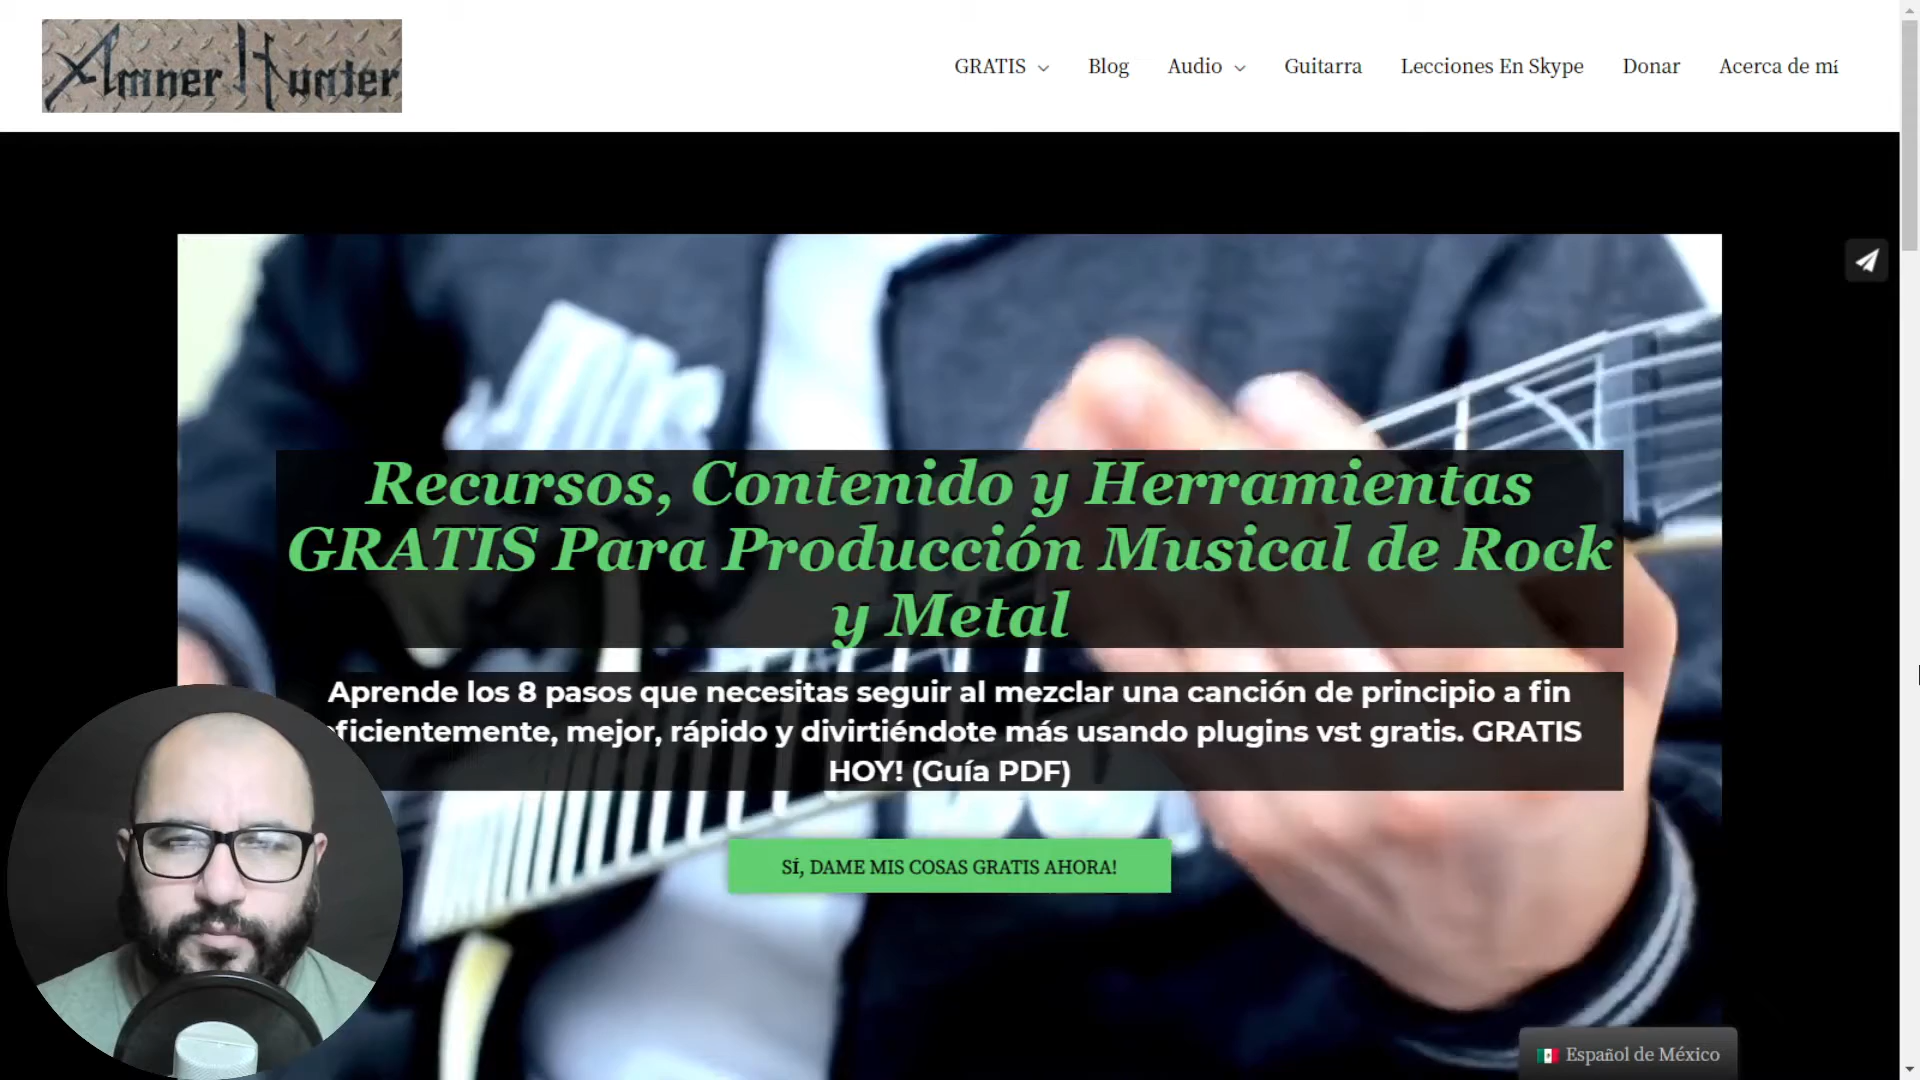 Amner Hunter
GRATIS Blog Audio Guitarra Lecciones En Skype Donar Acerca de mí
Recursos, Contenido y Herramientas
GRATIS Para Producción Musical de Rock
y Metal
Aprende los 8 pasos que necesitas seguir al mezclar una canción de principio a fin
eficientemente, mejor, rápido y divirtiéndote más usando plugins vst gratis. GRATIS
HOY! (Guía PDF)
SÍ, DAME MIS COSAS GRATIS AHORA!
Español de México